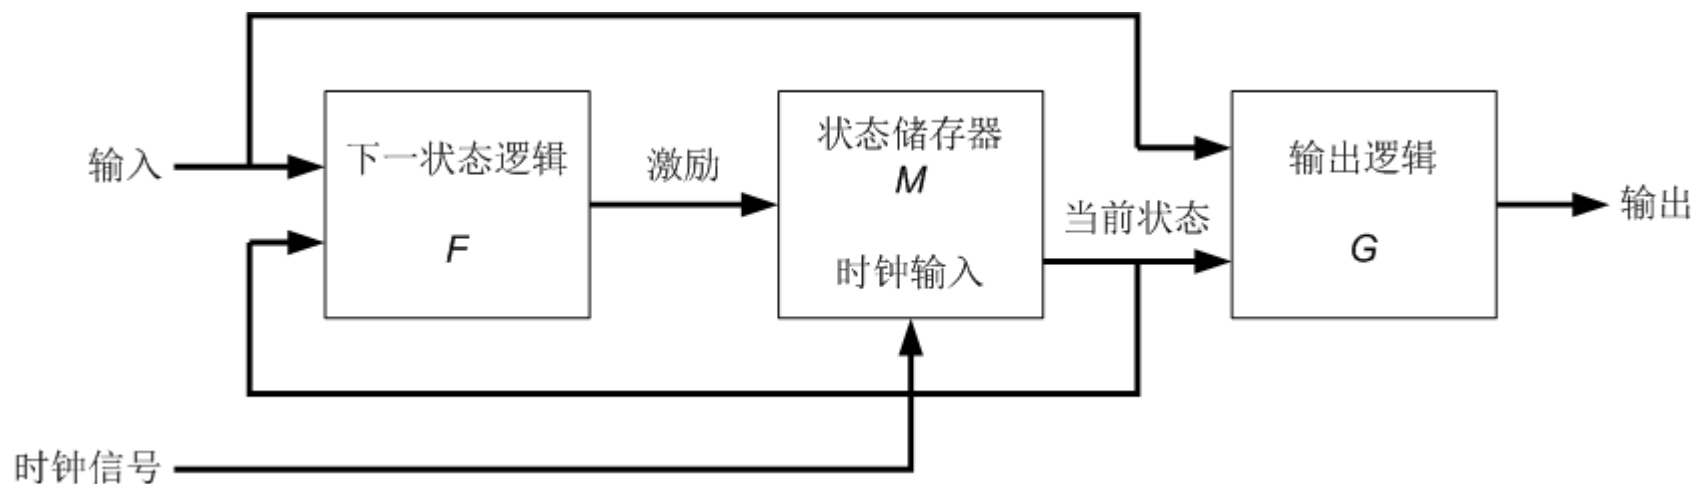 输入
下一状态逻辑
F
激励
状态储存器
M
时钟输入
当前状态
输出逻辑
G
输出
时钟信号